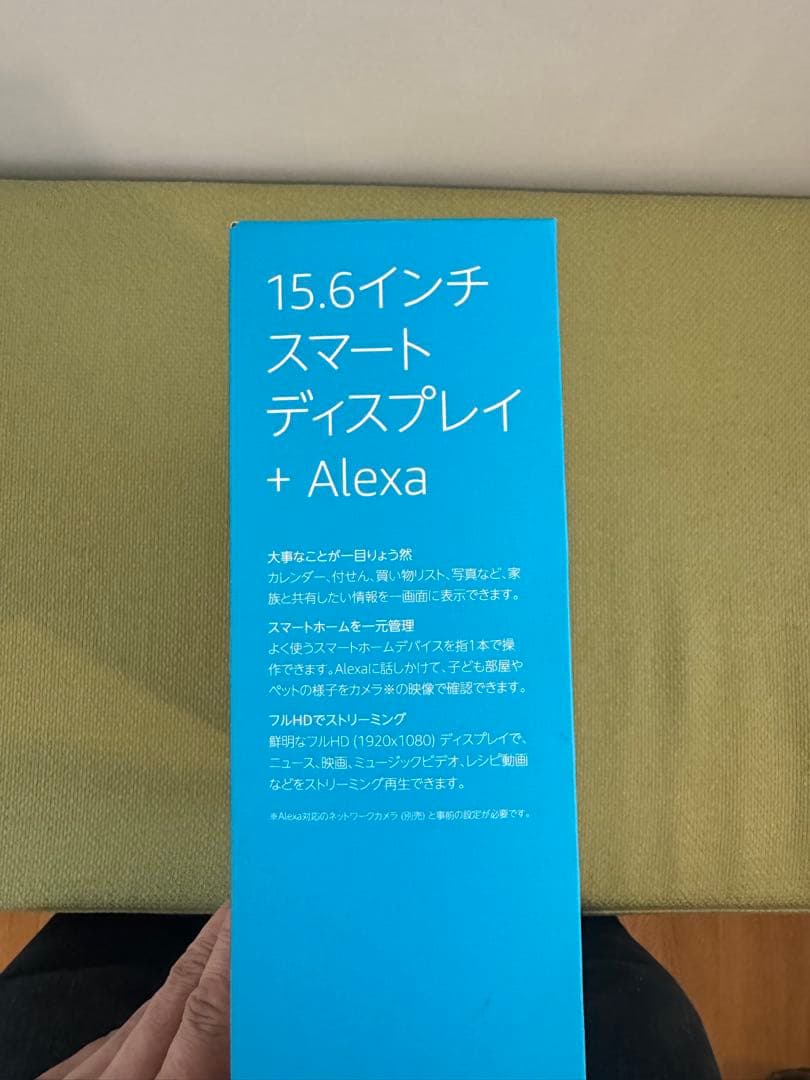 15.6インチ
スマート
ディスプレイ
+ Alexa
大事なことが一目りょう然
カレンダー、付せん、買い物リスト、写真など、家
族と共有したい情報を一画面に表示できます。
スマートホームを一元管理
よく使うスマートホームデバイスを指1本で操
作できます。Alexaに話しかけて、子ども部屋や
ペットの様子をカメラ※の映像で確認できます。
フルHDでストリーミング
鮮明なフルHD (1920x1080) ディスプレイで、
ニュース、映画、ミュージックビデオ、レシピ動画
などをストリーミング再生できます。
※Alexa対応のネットワークカメラ (別売) と事前の設定が必要です。